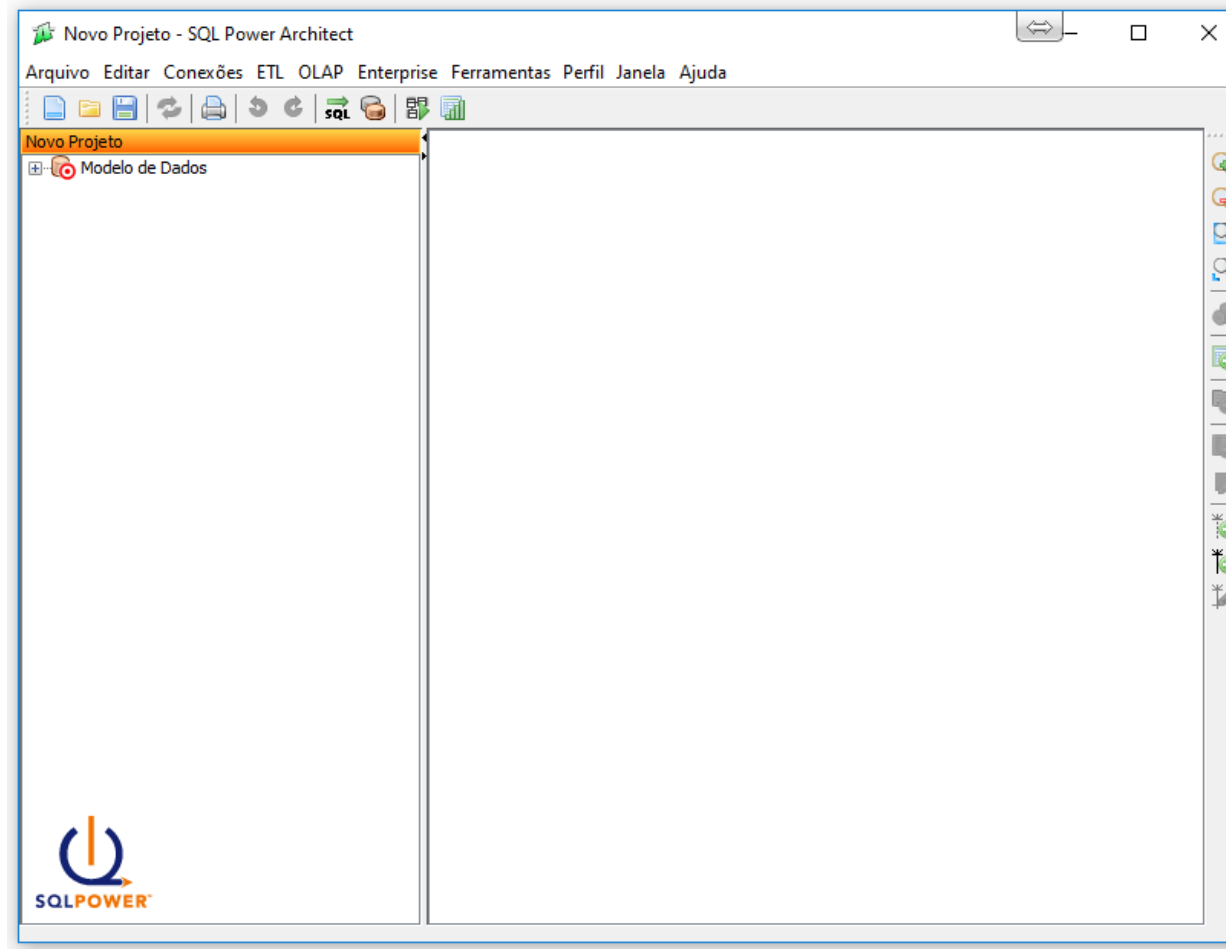 Novo Projeto - SQL Power Architect
Arquivo Editar Conexões ETL OLAP Enterprise Ferramentas Perfil Janela Ajuda
SQL
Novo Projeto
Modelo de Dados
SQLPOWER